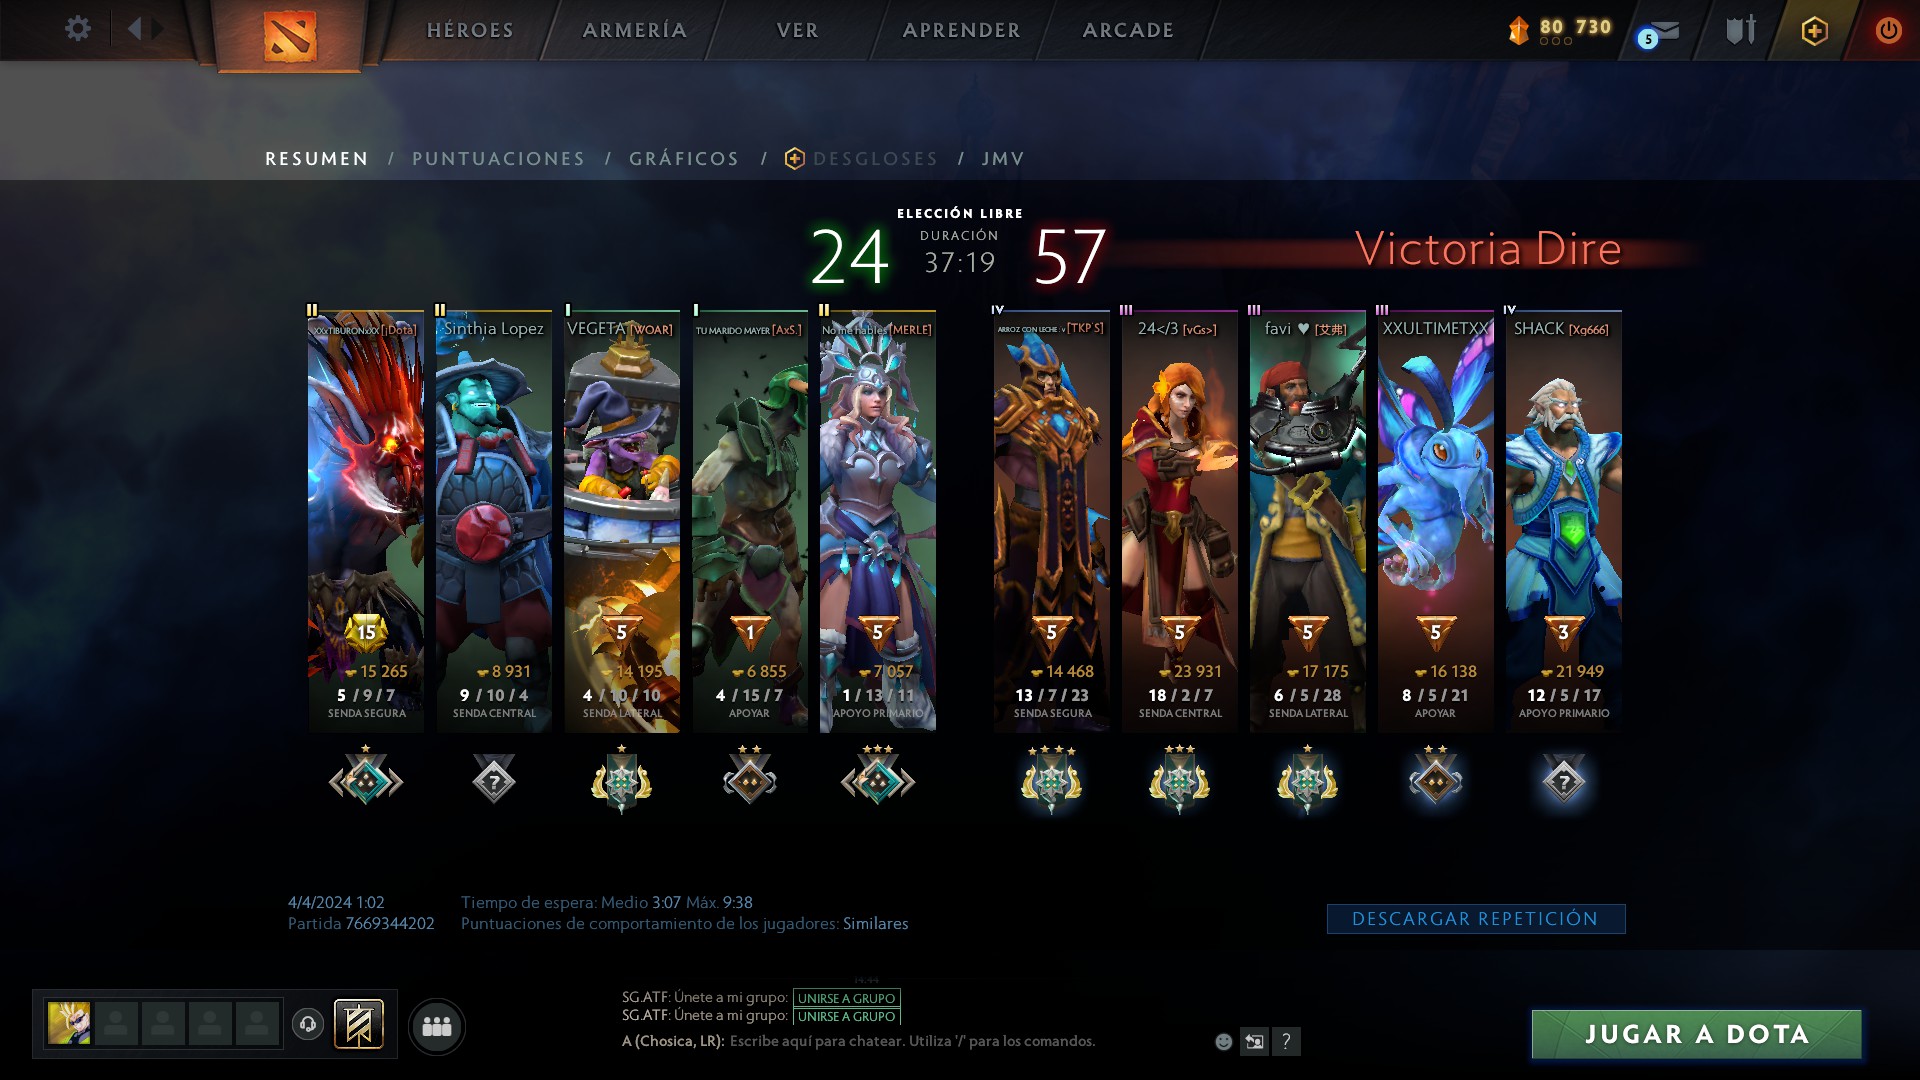 HÉROES
ARMERÍA
VER
APRENDER
ARCADE
80 730
5
RESUMEN / PUNTUACIONES / GRÁFICOS / DESGLOSES / JMV
ELECCIÓN LIBRE
24
DURACIÓN
37:19
57
Victoria Dire
II
XXxTIBURONxXX [¡Dota]
15
15 265
5 / 9 / 7
SENDA SEGURA
II
Sinthia Lopez
8 931
9 / 10 / 4
SENDA CENTRAL
I
VEGETA [WOAR]
5
14 195
4 / 10 / 10
SENDA LATERAL
I
TU MARIDO MAYER [AxS.]
1
6 855
4 / 15 / 7
APOYAR
II
No me hables [MERLE]
5
7 057
1 / 13 / 11
APOYO PRIMARIO
IV
ARROZ CON LECHE :v [TKP'S]
5
14 468
13 / 7 / 23
SENDA SEGURA
III
24</3 [vGs>]
5
23 931
18 / 2 / 7
SENDA CENTRAL
III
favi ♥ [艾弗]
5
17 175
6 / 5 / 28
SENDA LATERAL
III
XXULTIMETXX
5
16 138
8 / 5 / 21
APOYAR
IV
SHACK [Xg666]
3
21 949
12 / 5 / 17
APOYO PRIMARIO
?
?
4/4/2024 1:02
Partida 7669344202
Tiempo de espera: Medio 3:07 Máx. 9:38
Puntuaciones de comportamiento de los jugadores: Similares
DESCARGAR REPETICIÓN
SG.ATF: Únete a mi grupo: UNIRSE A GRUPO
SG.ATF: Únete a mi grupo: UNIRSE A GRUPO
A (Chosica, LR): Escribe aquí para chatear. Utiliza '/' para los comandos.
?
JUGAR A DOTA